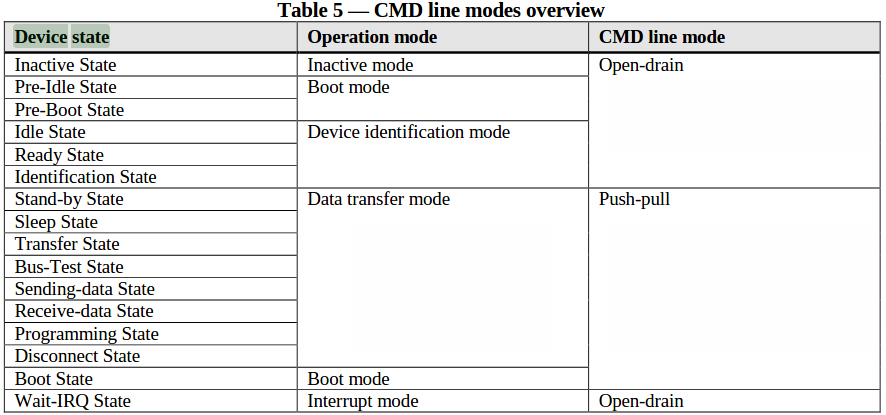 Table 5 — CMD line modes overview
Device state Operation mode CMD line mode
Inactive State Inactive mode Open-drain
Pre-Idle State Boot mode
Pre-Boot State
Idle State Device identification mode
Ready State
Identification State
Stand-by State Data transfer mode Push-pull
Sleep State
Transfer State
Bus-Test State
Sending-data State
Receive-data State
Programming State
Disconnect State
Boot State Boot mode
Wait-IRQ State Interrupt mode Open-drain